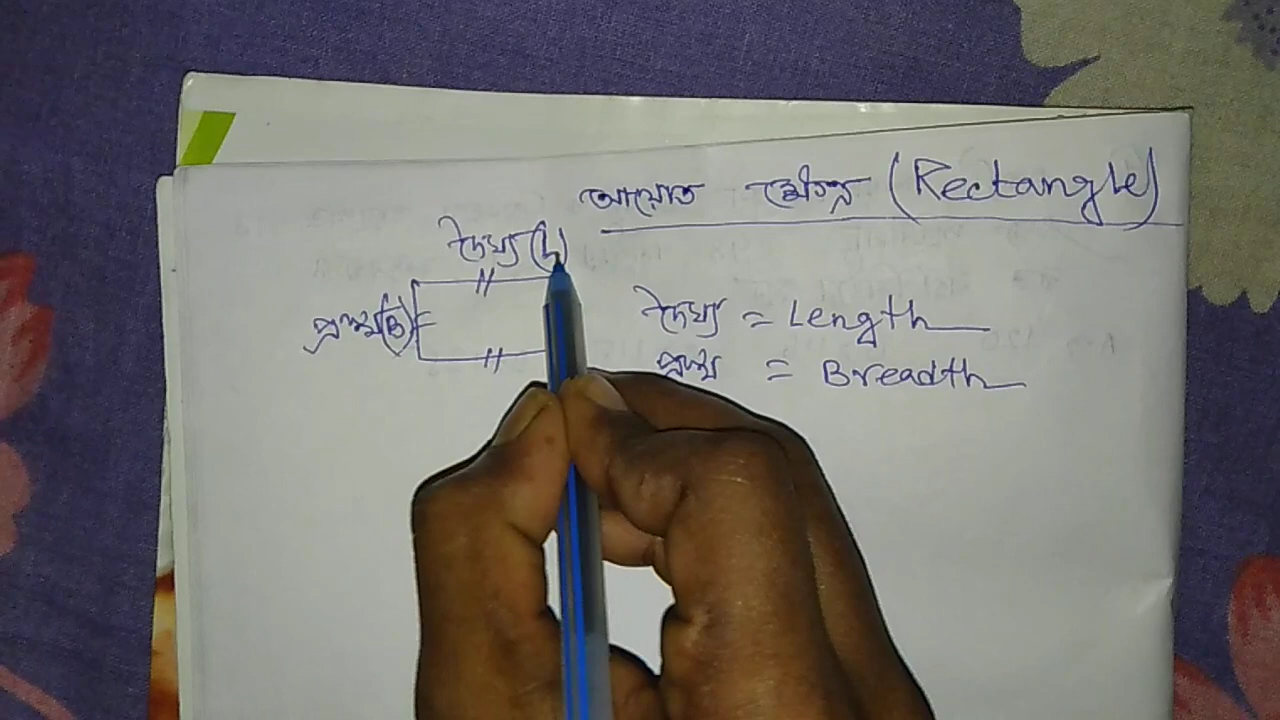 আয়োত ক্ষেত্র (Rectangle)
দৈঘ্য (L)
প্রস্থ (B)
দৈঘ্য = Length
প্রস্থ = Breadth